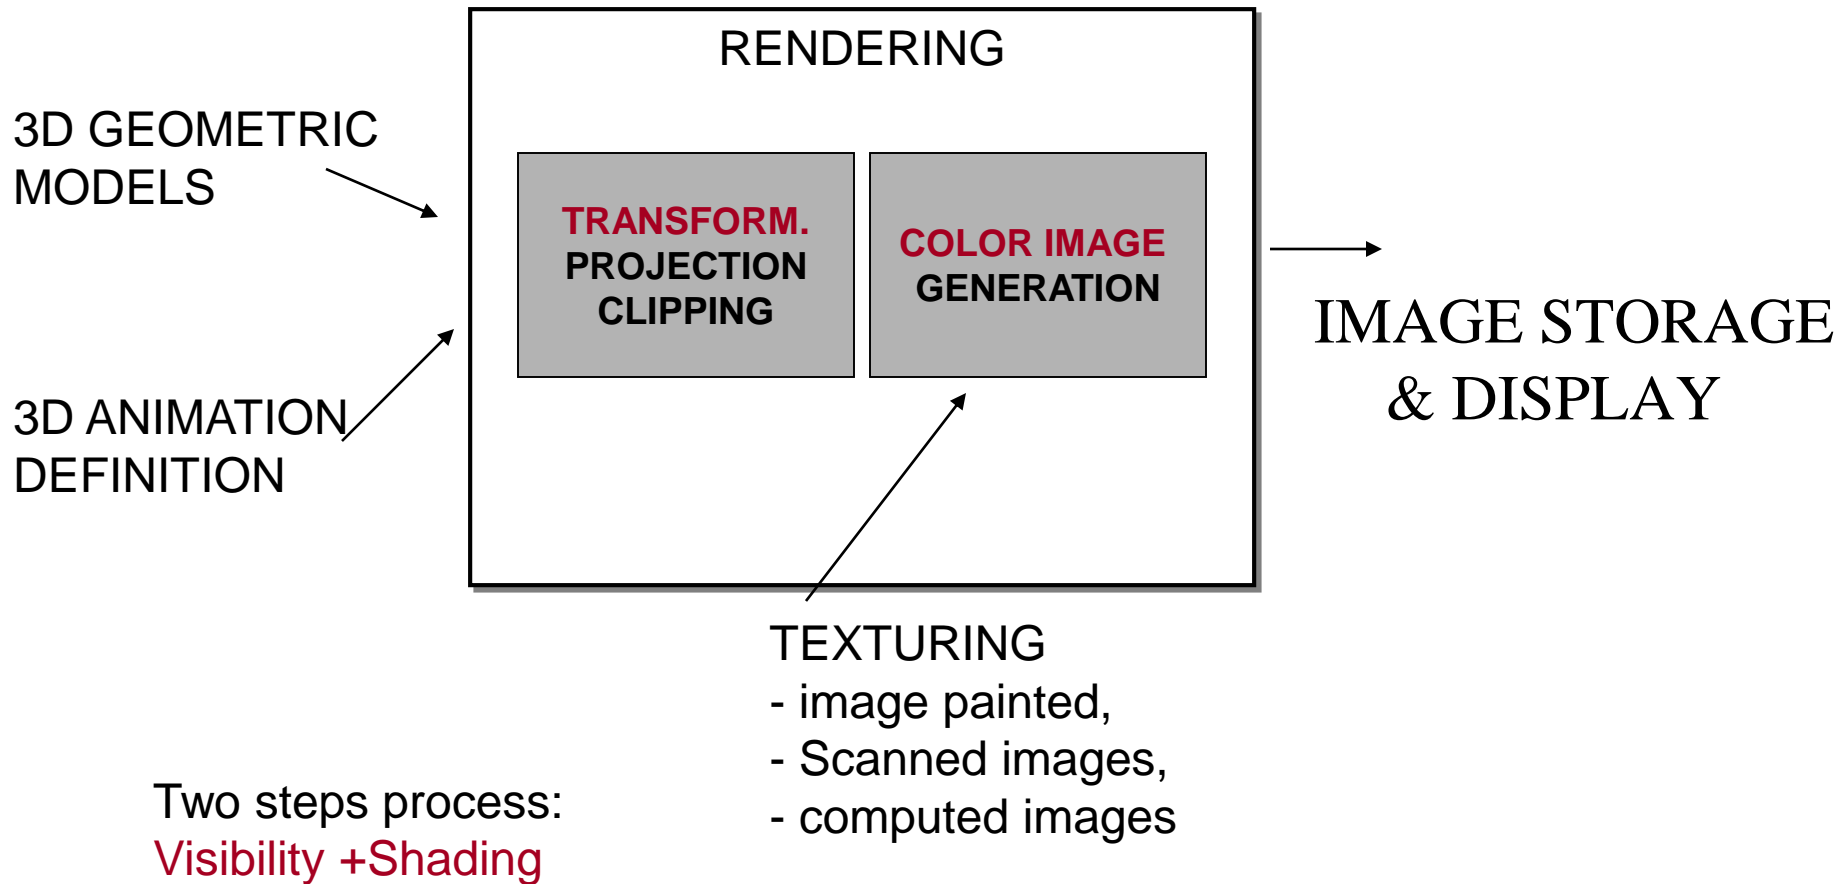 RENDERING
3D GEOMETRIC
MODELS
TRANSFORM.
PROJECTION
CLIPPING
COLOR IMAGE
GENERATION
IMAGE STORAGE
& DISPLAY
3D ANIMATION
DEFINITION
TEXTURING
- image painted,
- Scanned images,
- computed images
Two steps process:
Visibility +Shading